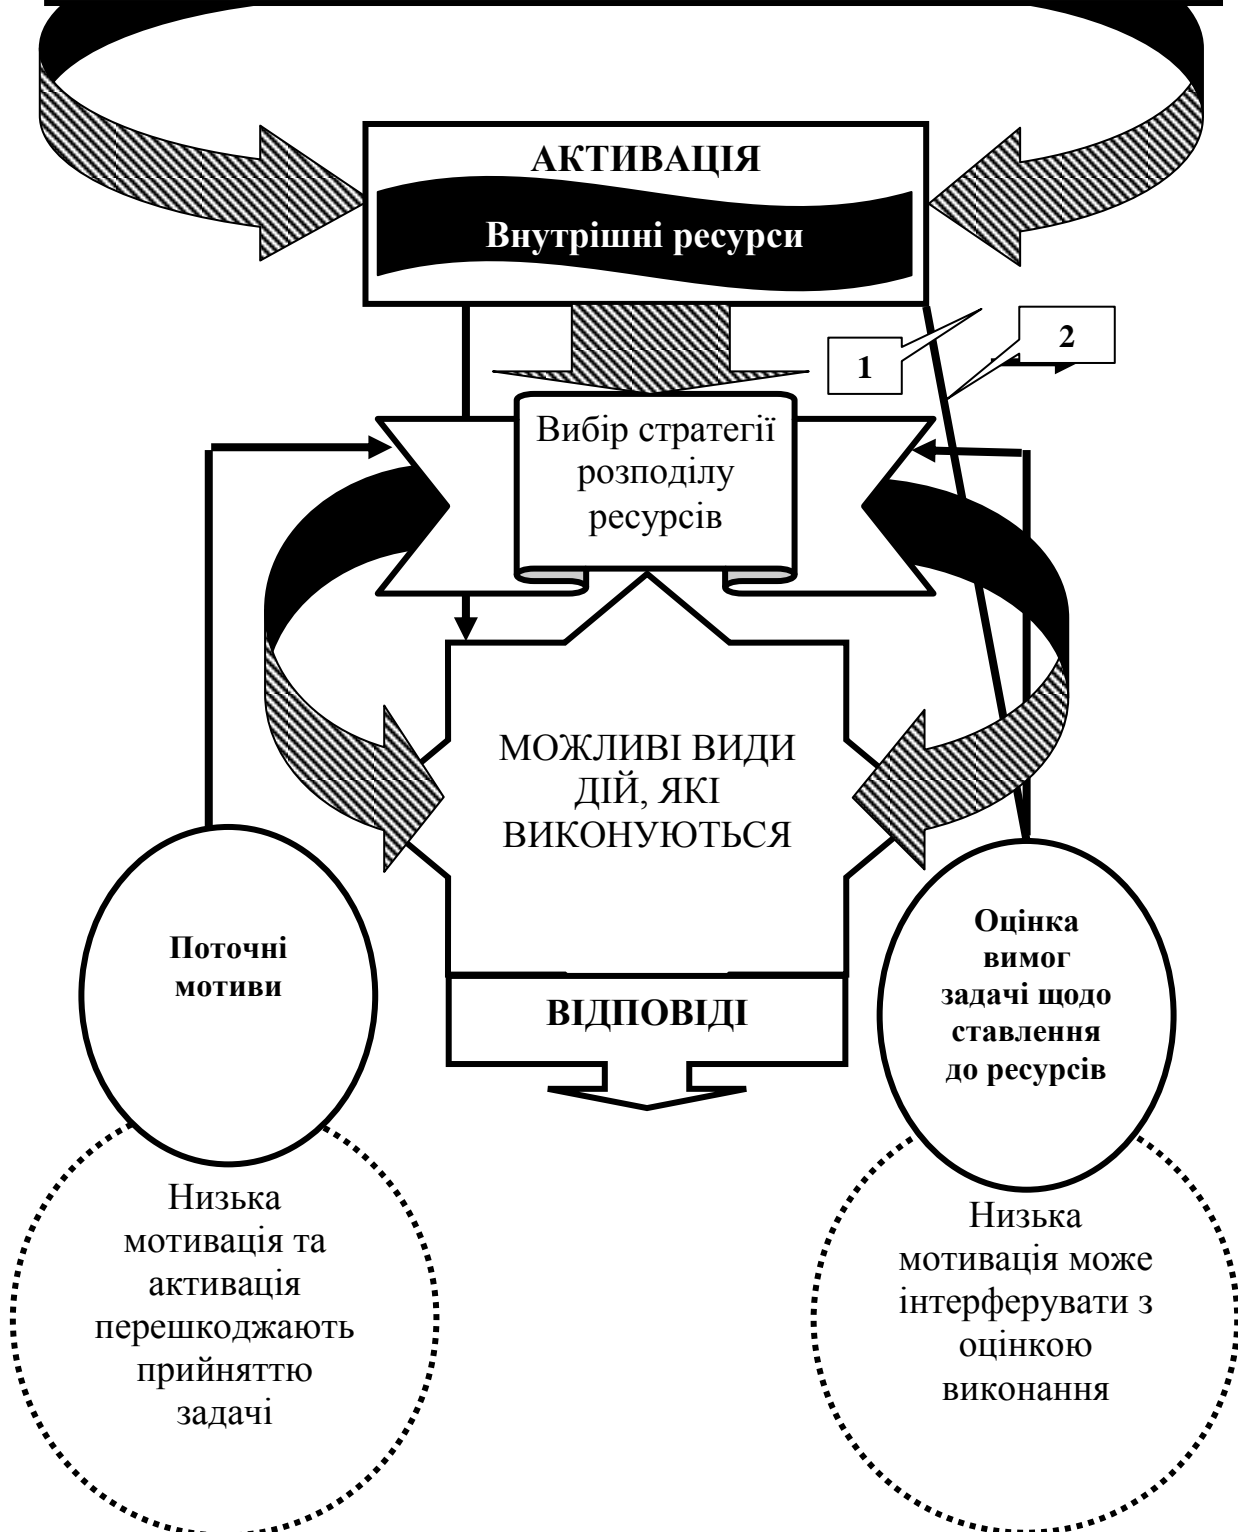 АКТИВАЦІЯ
Внутрішні ресурси
1
2
Вибір стратегії
розподілу
ресурсів
МОЖЛИВІ ВИДИ
ДІЙ, ЯКІ
ВИКОНУЮТЬСЯ
Поточні
мотиви
Оцінка
вимог
задачі щодо
ставлення
до ресурсів
ВІДПОВІДІ
Низька
мотивація та
активація
перешкоджають
прийняттю
задачі
Низька
мотивація може
інтерферувати з
оцінкою
виконання